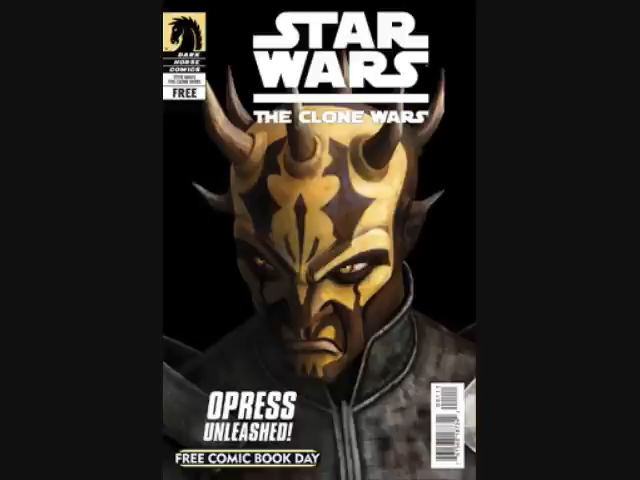 STAR
WARS
THE CLONE WARS
DARK
HORSE
COMICS
FREE
OPRESS
UNLEASHED!
FREE COMIC BOOK DAY